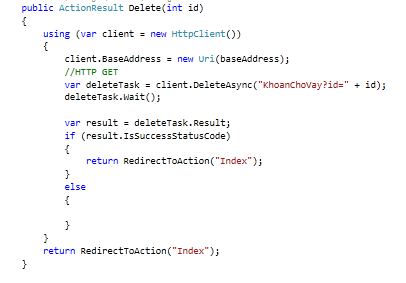 public ActionResult Delete(int id)
{
    using (var client = new HttpClient())
    {
        client.BaseAddress = new Uri(baseAddress);
        //HTTP GET
        var deleteTask = client.DeleteAsync("KhoanChoVay?id=" + id);
        deleteTask.Wait();

        var result = deleteTask.Result;
        if (result.IsSuccessStatusCode)
        {
            return RedirectToAction("Index");
        }
        else
        {

        }
    }
    return RedirectToAction("Index");
}